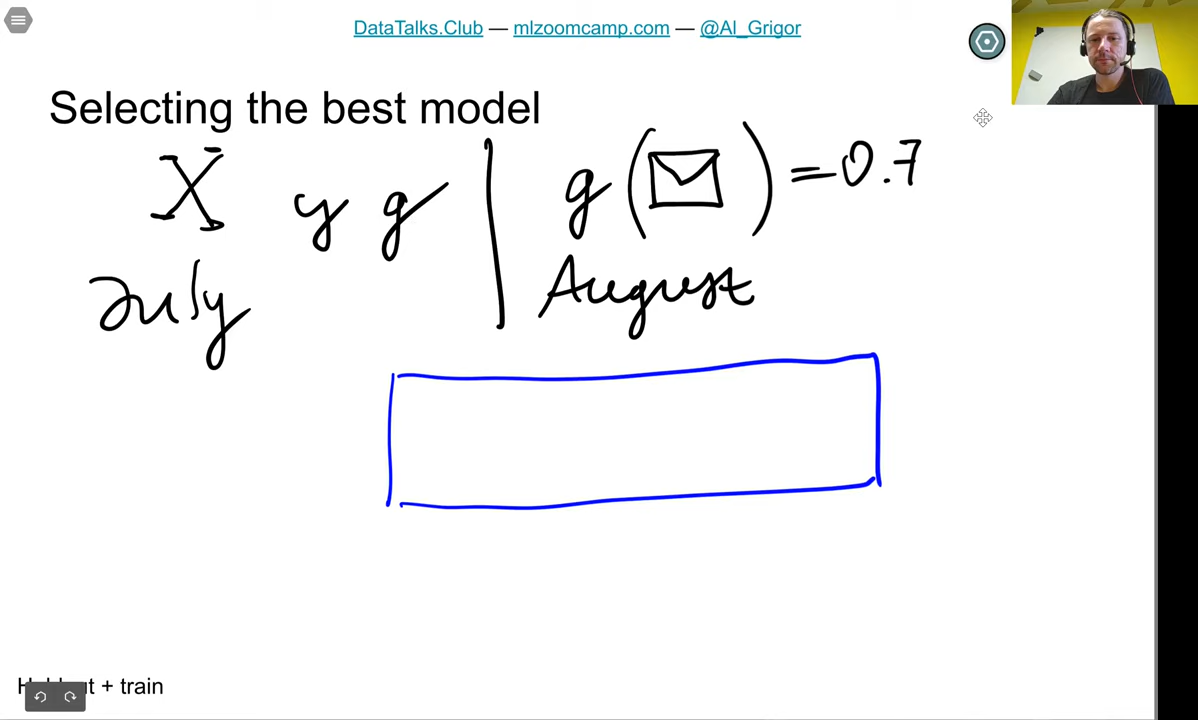 DataTalks.Club — mlzoomcamp.com — @Al_Grigor
Selecting the best model
X y g | g( ) = 0.7
July August
+ train